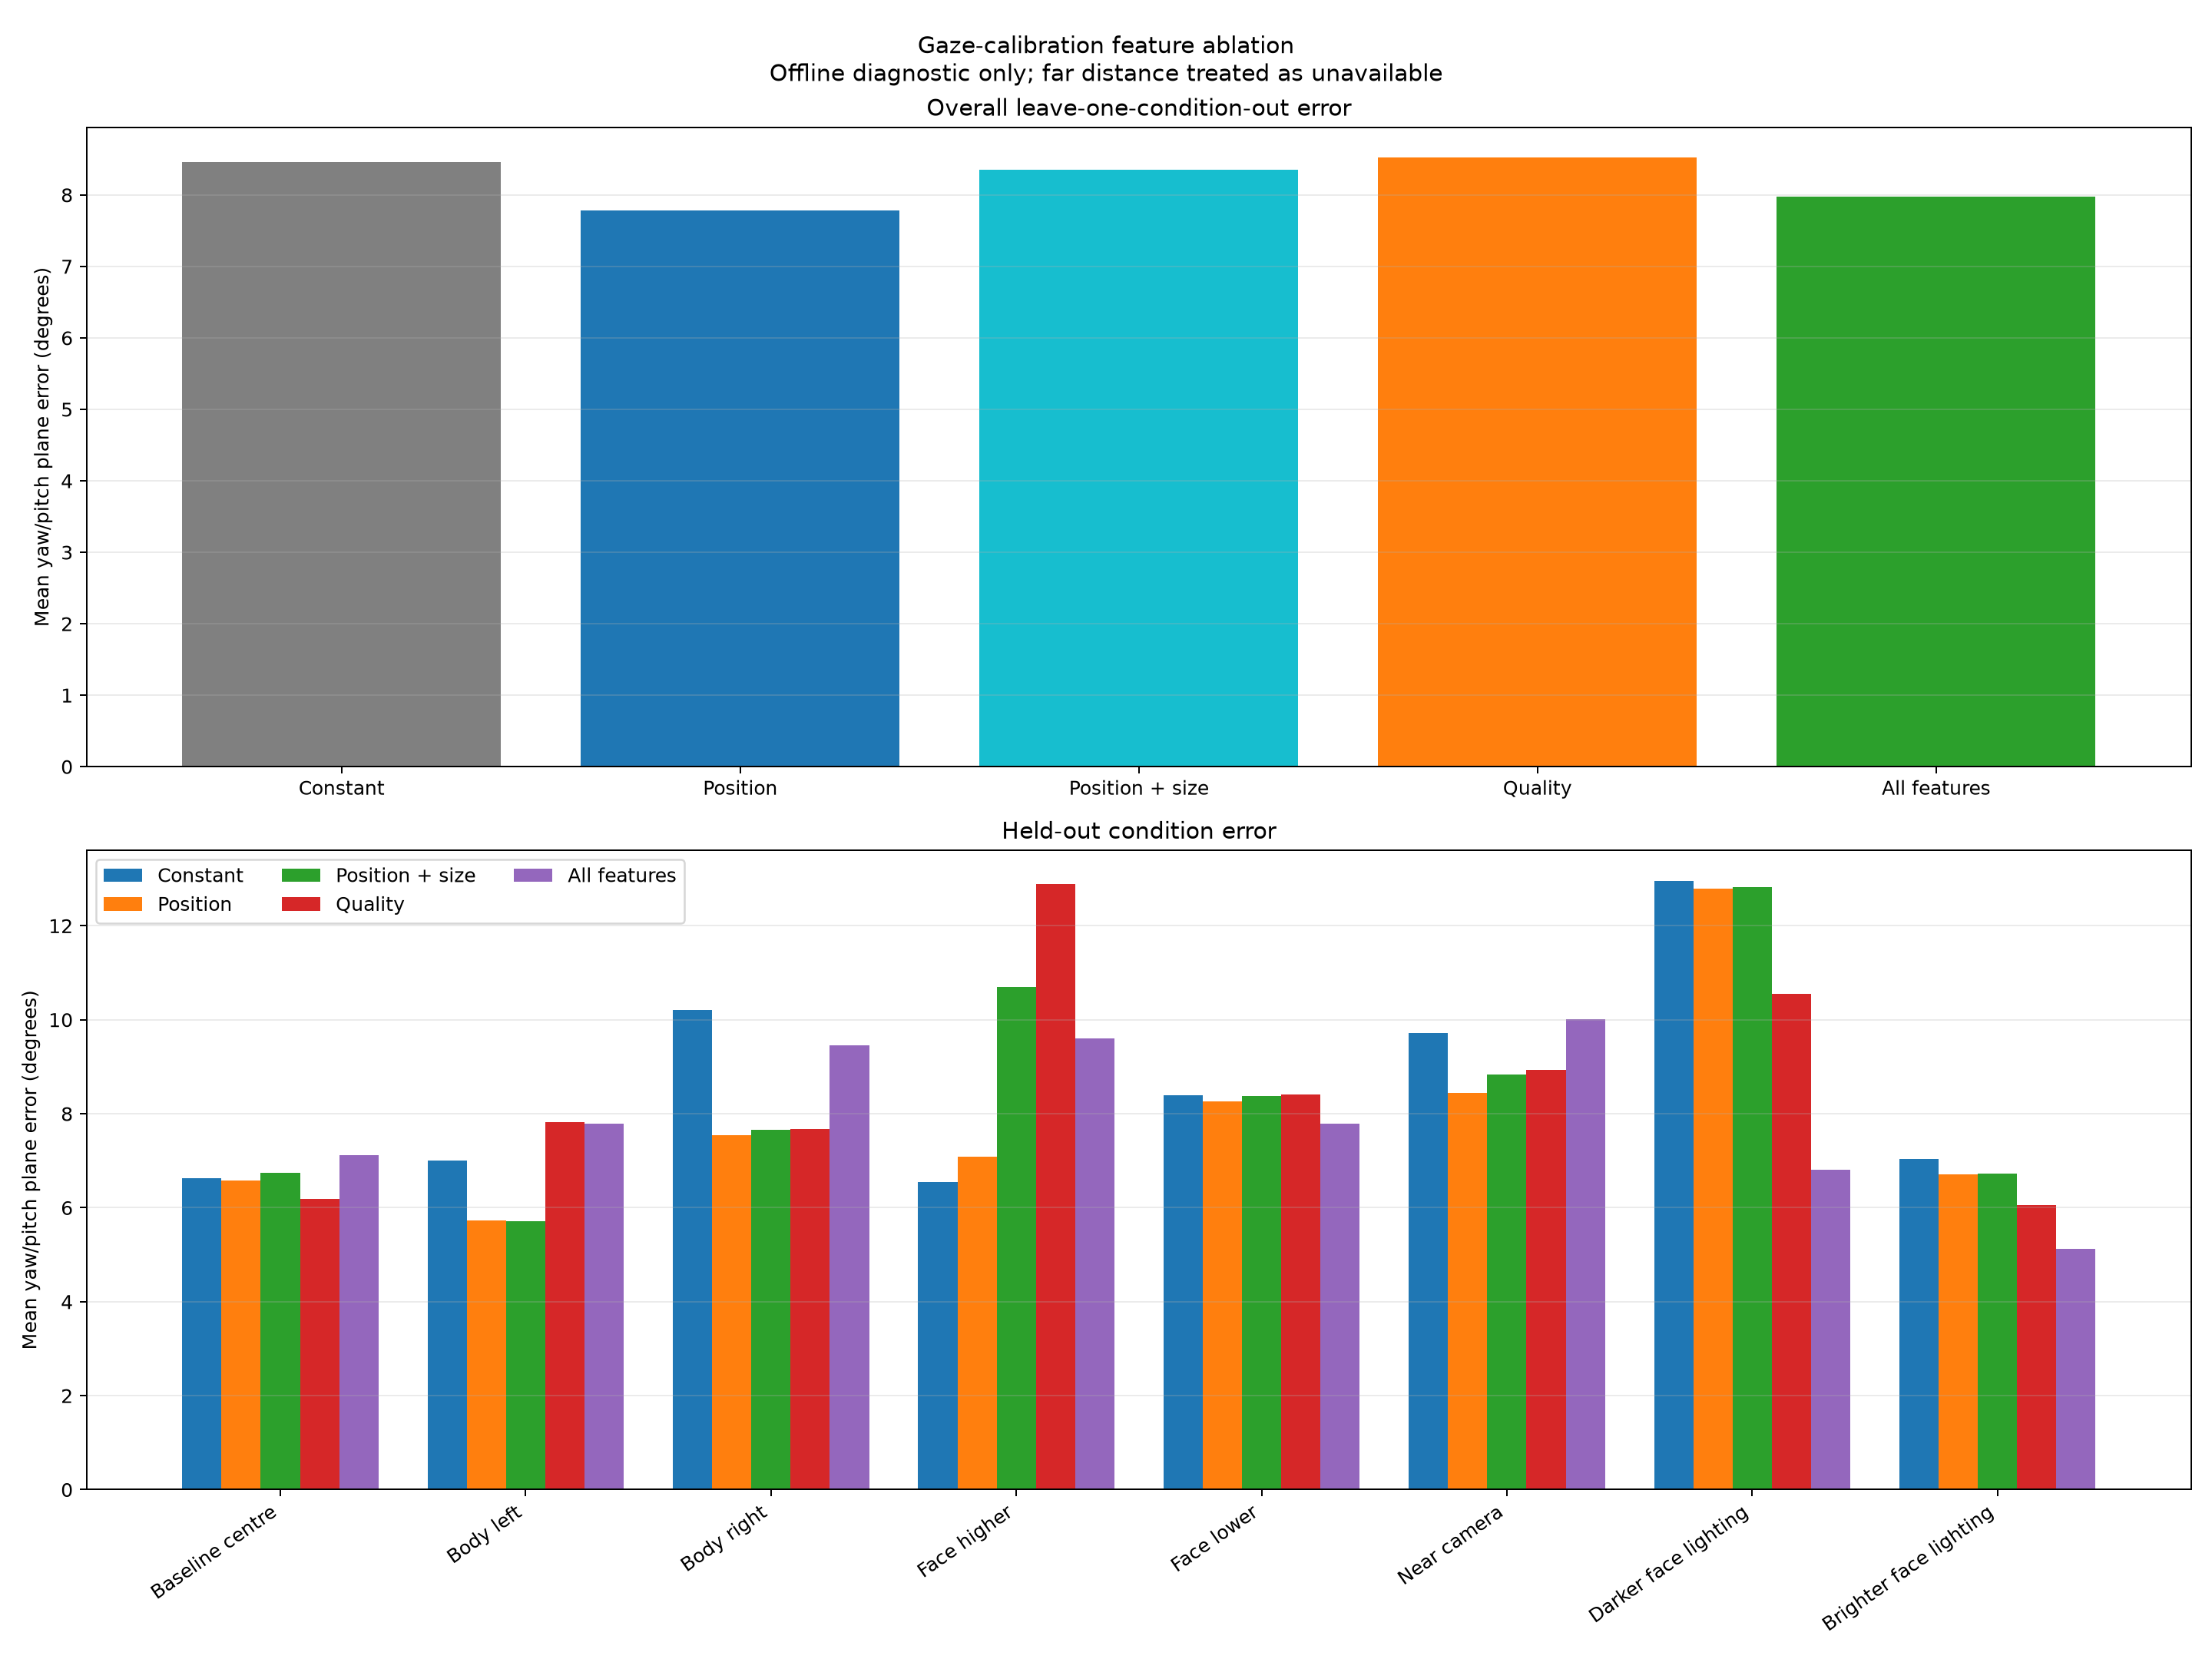 Gaze-calibration feature ablation
Offline diagnostic only; far distance treated as unavailable
Overall leave-one-condition-out error
Mean yaw/pitch plane error (degrees)
8
7
6
5
4
3
2
1
0
Constant
Position
Position + size
Quality
All features
Held-out condition error
Mean yaw/pitch plane error (degrees)
Constant
Position
Position + size
Quality
All features
12
10
8
6
4
2
0
Baseline centre
Body left
Body right
Face higher
Face lower
Near camera
Darker face lighting
Brighter face lighting